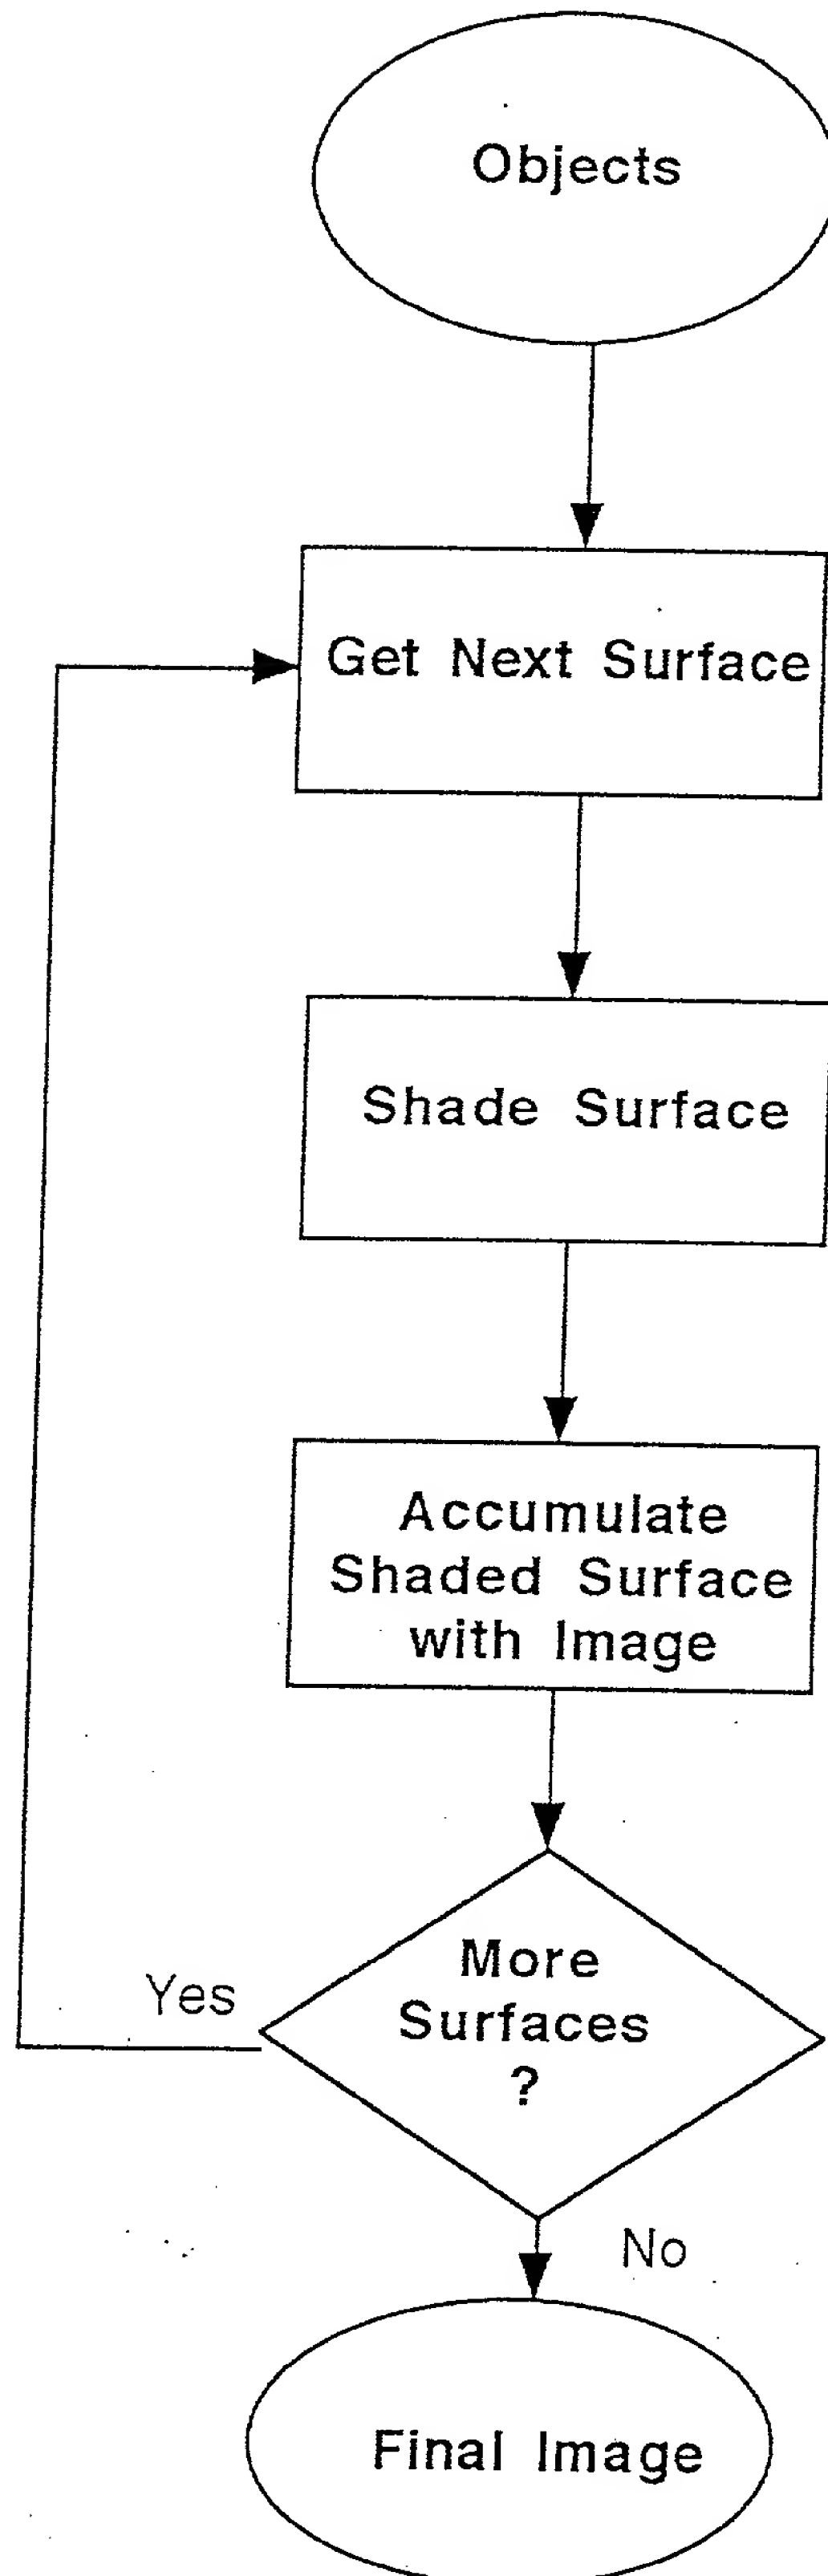 Objects
Get Next Surface
Shade Surface
Accumulate
Shaded Surface
with Image
More
Surfaces
?
Yes
No
Final Image